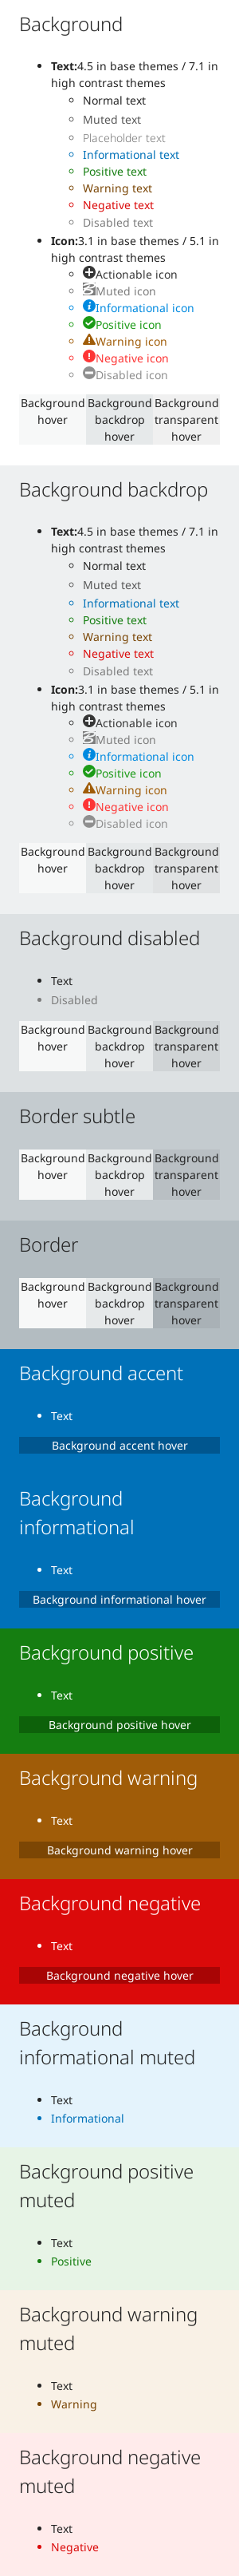 Background
Text:4.5 in base themes / 7.1 in
high contrast themes
Normal text
Muted text
Placeholder text
Informational text
Positive text
Warning text
Negative text
Disabled text
Icon:3.1 in base themes / 5.1 in
high contrast themes
Actionable icon
Muted icon
Informational icon
Positive icon
Warning icon
Negative icon
Disabled icon
Background Background Background
hover backdrop transparent
hover hover
Background backdrop
Text:4.5 in base themes / 7.1 in
high contrast themes
Normal text
Muted text
Informational text
Positive text
Warning text
Negative text
Disabled text
Icon:3.1 in base themes / 5.1 in
high contrast themes
Actionable icon
Muted icon
Informational icon
Positive icon
Warning icon
Negative icon
Disabled icon
Background Background Background
hover backdrop transparent
hover hover
Background disabled
Text
Disabled
Background Background Background
hover backdrop transparent
hover hover
Border subtle
Background Background Background
hover backdrop transparent
hover hover
Border
Background Background Background
hover backdrop transparent
hover hover
Background accent
Text
Background accent hover
Background
informational
Text
Background informational hover
Background positive
Text
Background positive hover
Background warning
Text
Background warning hover
Background negative
Text
Background negative hover
Background
informational muted
Text
Informational
Background positive
muted
Text
Positive
Background warning
muted
Text
Warning
Background negative
muted
Text
Negative